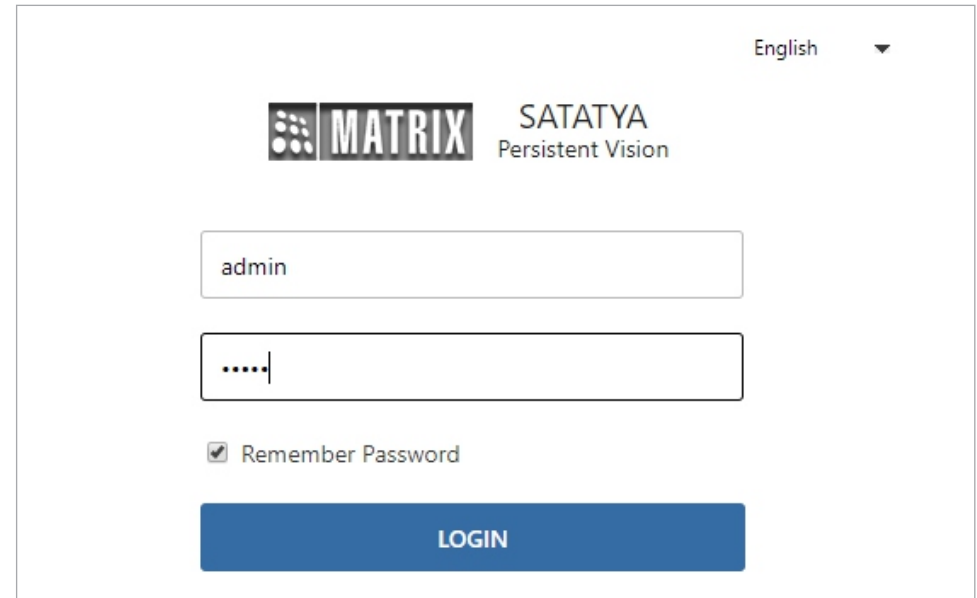 English
MATRIX
SATATYA
Persistent Vision
admin
•••••
Remember Password
LOGIN